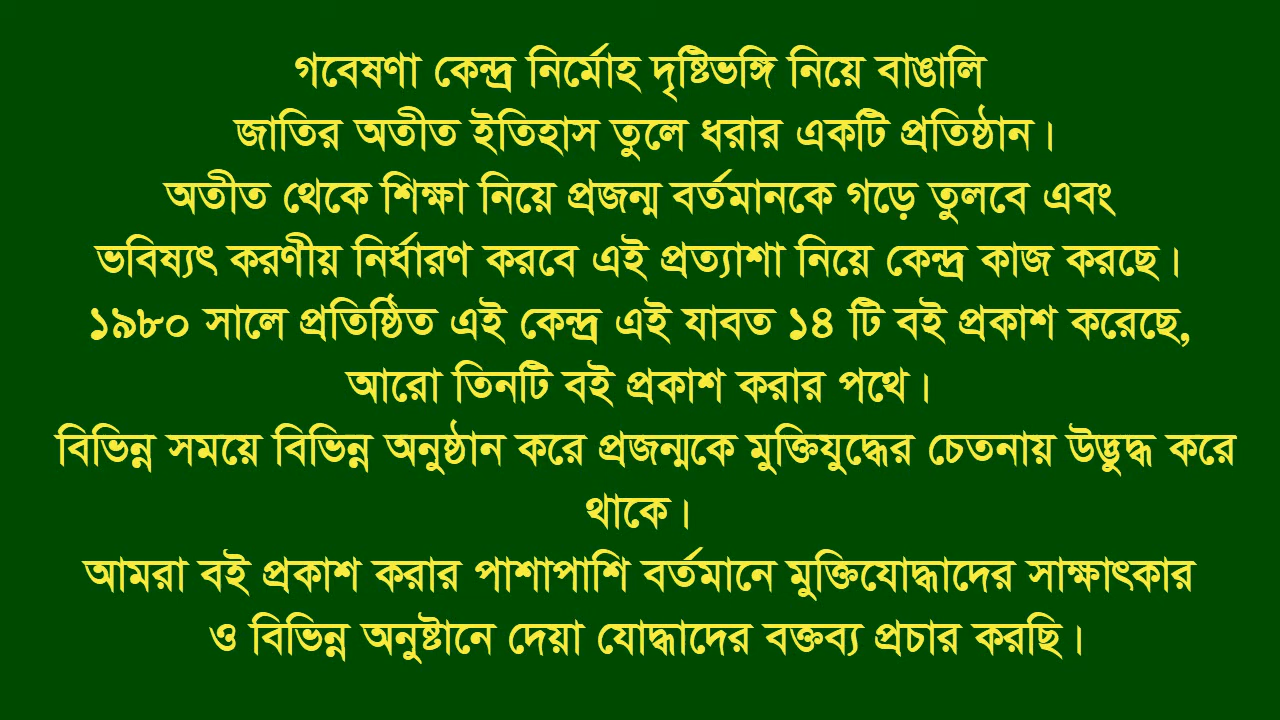 গবেষণা কেন্দ্র নির্মোহ দৃষ্টিভঙ্গি নিয়ে বাঙালি
জাতির অতীত ইতিহাস তুলে ধরার একটি প্রতিষ্ঠান।
অতীত থেকে শিক্ষা নিয়ে প্রজন্ম বর্তমানকে গড়ে তুলবে এবং
ভবিষ্যৎ করণীয় নির্ধারণ করবে এই প্রত্যাশা নিয়ে কেন্দ্র কাজ করছে।
১৯৮০ সালে প্রতিষ্ঠিত এই কেন্দ্র এই যাবত ১৪ টি বই প্রকাশ করেছে,
আরো তিনটি বই প্রকাশ করার পথে।
বিভিন্ন সময়ে বিভিন্ন অনুষ্ঠান করে প্রজন্মকে মুক্তিযুদ্ধের চেতনায় উদ্ভুদ্ধ করে
থাকে।
আমরা বই প্রকাশ করার পাশাপাশি বর্তমানে মুক্তিযোদ্ধাদের সাক্ষাৎকার
ও বিভিন্ন অনুষ্টানে দেয়া যোদ্ধাদের বক্তব্য প্রচার করছি।